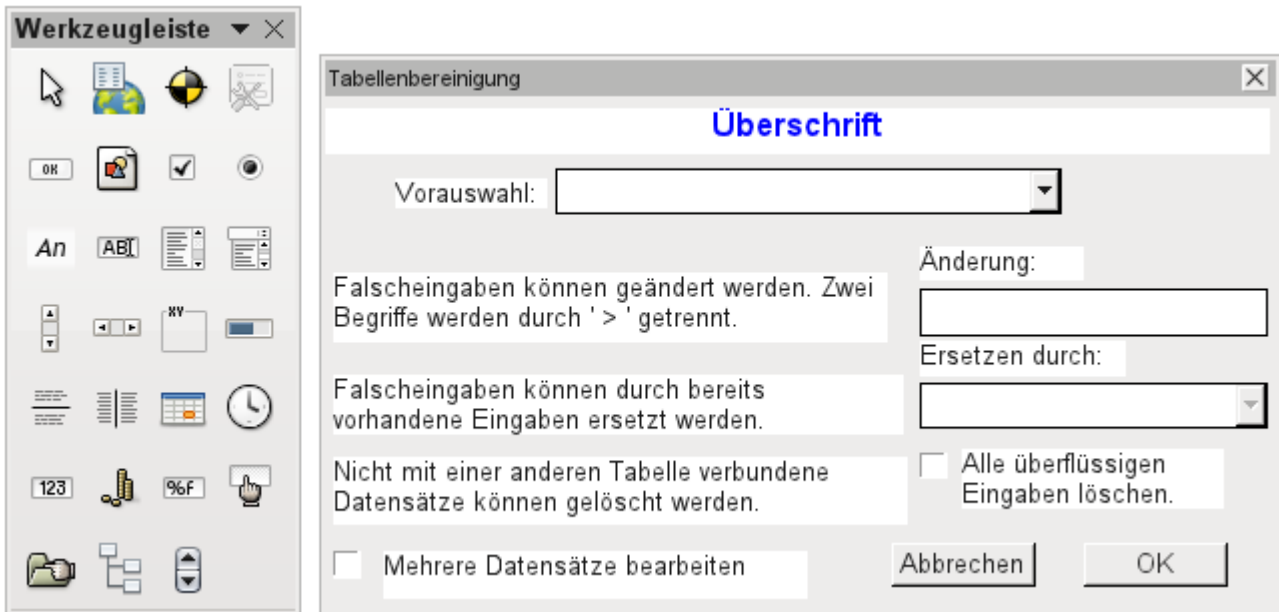 Werkzeugleiste
OK
An
ABI
XY
123
%F
Tabellenbereinigung
Überschrift
Vorauswahl:
Änderung:
Falscheingaben können geändert werden. Zwei
Begriffe werden durch ' > ' getrennt.
Ersetzen durch:
Falscheingaben können durch bereits
vorhandene Eingaben ersetzt werden.
Alle überflüssigen
Eingaben löschen.
Nicht mit einer anderen Tabelle verbundene
Datensätze können gelöscht werden.
Mehrere Datensätze bearbeiten
Abbrechen
OK